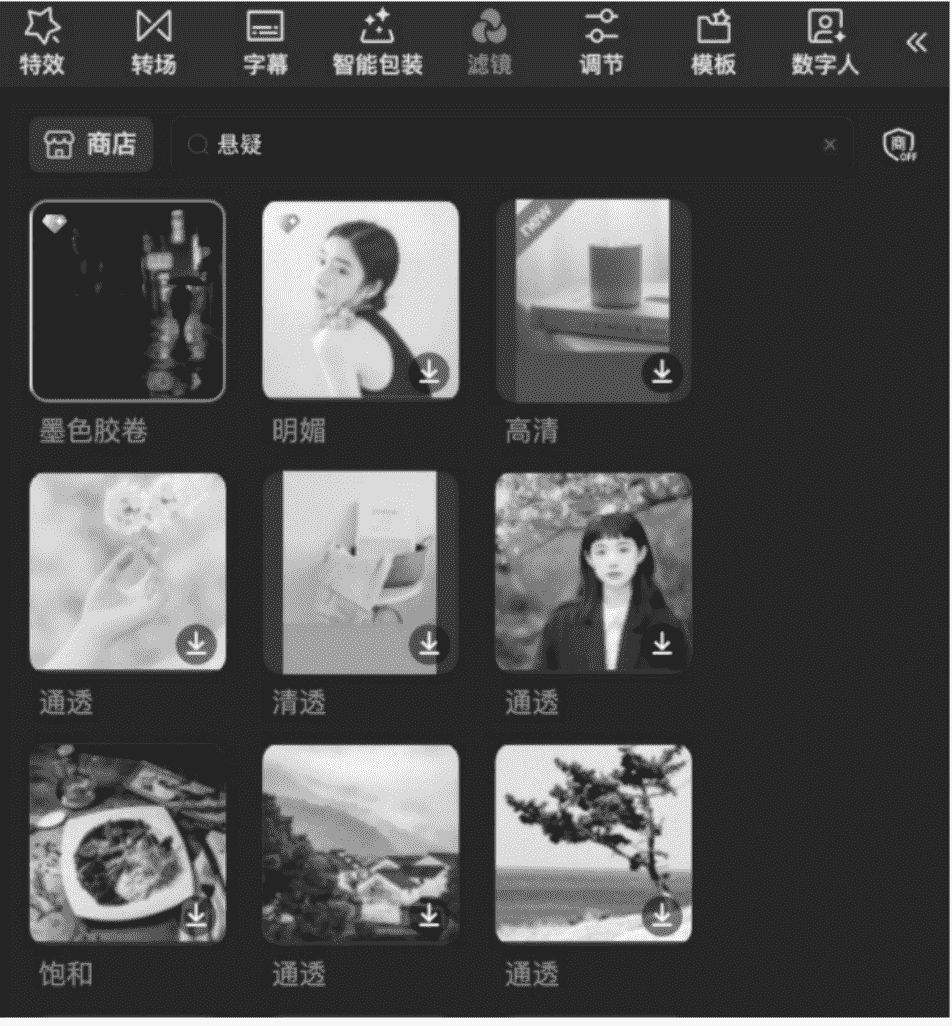 特效 转场 字幕 智能包装 滤镜 调节 模板 数字人
商店 悬疑 商 OFF
new
墨色胶卷 明媚 高清
通透 清透 通透
饱和 通透 通透